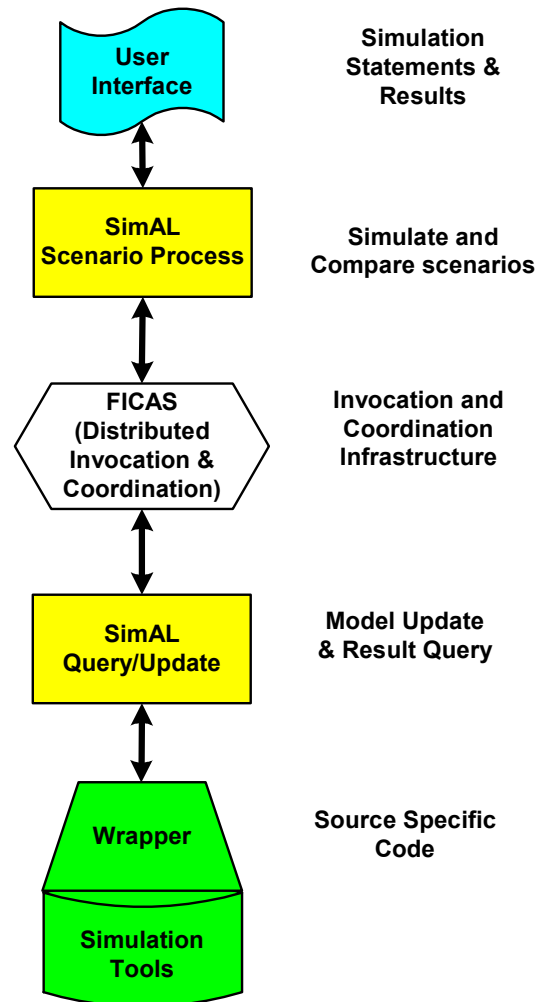 User
Interface
Simulation
Statements &
Results
SimAL
Scenario Process
Simulate and
Compare scenarios
FICAS
(Distributed
Invocation &
Coordination)
Invocation and
Coordination
Infrastructure
SimAL
Query/Update
Model Update
& Result Query
Wrapper
Source Specific
Code
Simulation
Tools